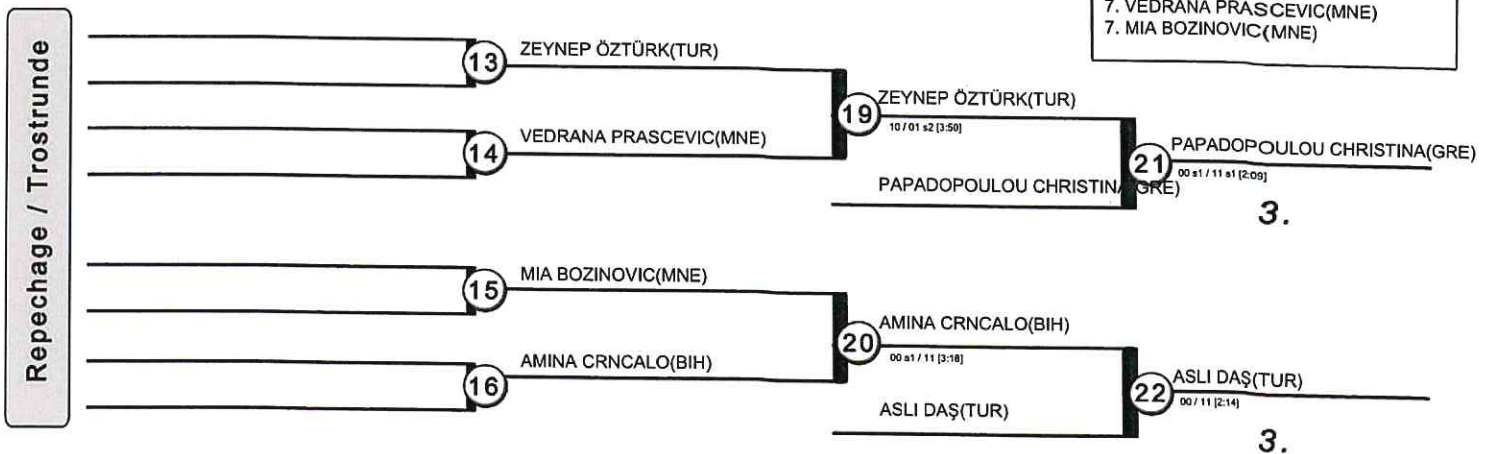 7. VEDRANA PRASCEVIC(MNE)
7. MIA BOZINOVIC(MNE)
Repechage / Trostrunde
13
ZEYNEP ÖZTÜRK(TUR)
14
VEDRANA PRASCEVIC(MNE)
19
ZEYNEP ÖZTÜRK(TUR)
10 / 01 s2 [3:50]
PAPADOPOULOU CHRISTINA(GRE)
21
PAPADOPOULOU CHRISTINA(GRE)
00 s1 / 11 s1 [2:09]
3.
15
MIA BOZINOVIC(MNE)
16
AMINA CRNCALO(BIH)
20
AMINA CRNCALO(BIH)
00 s1 / 11 [3:18]
ASLI DAŞ(TUR)
22
ASLI DAŞ(TUR)
00 / 11 [2:14]
3.